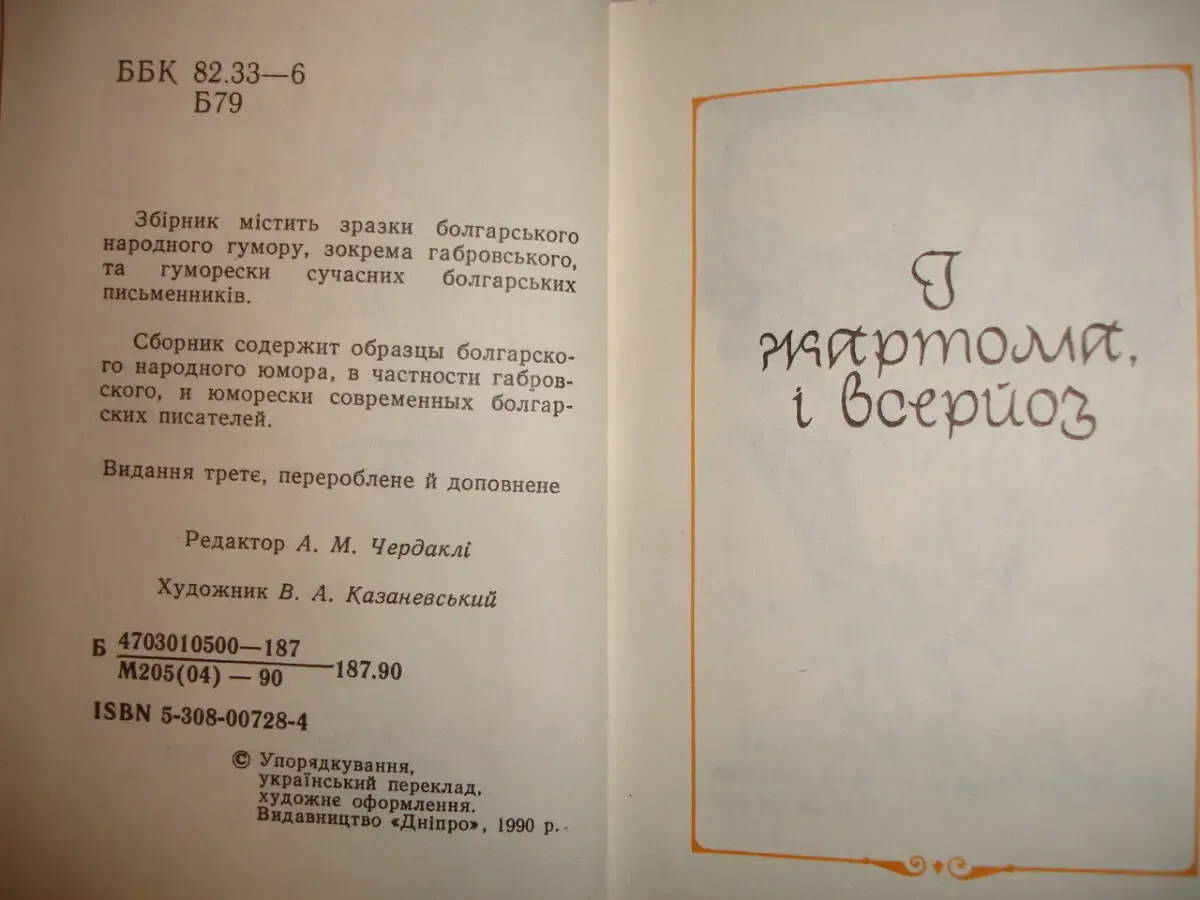 ББК 82.33—6
Б79
Збірник містить зразки болгарського
народного гумору, зокрема габровського,
та гуморески сучасних болгарських
письменників.
Сборник содержит образцы болгарско-
го народного юмора, в частности габров-
ского, и юморески современных болгар-
ских писателей.
Видання третє, перероблене й доповнене
Редактор А. М. Чердаклі
Художник В. А. Казаневський
Б 4703010500—187
М205(04) — 90 187.90
ISBN 5-308-00728-4
© Упорядкування,
український переклад,
художнє оформлення.
Видавництво «Дніпро», 1990 р.
І
жартома,
і всерйоз